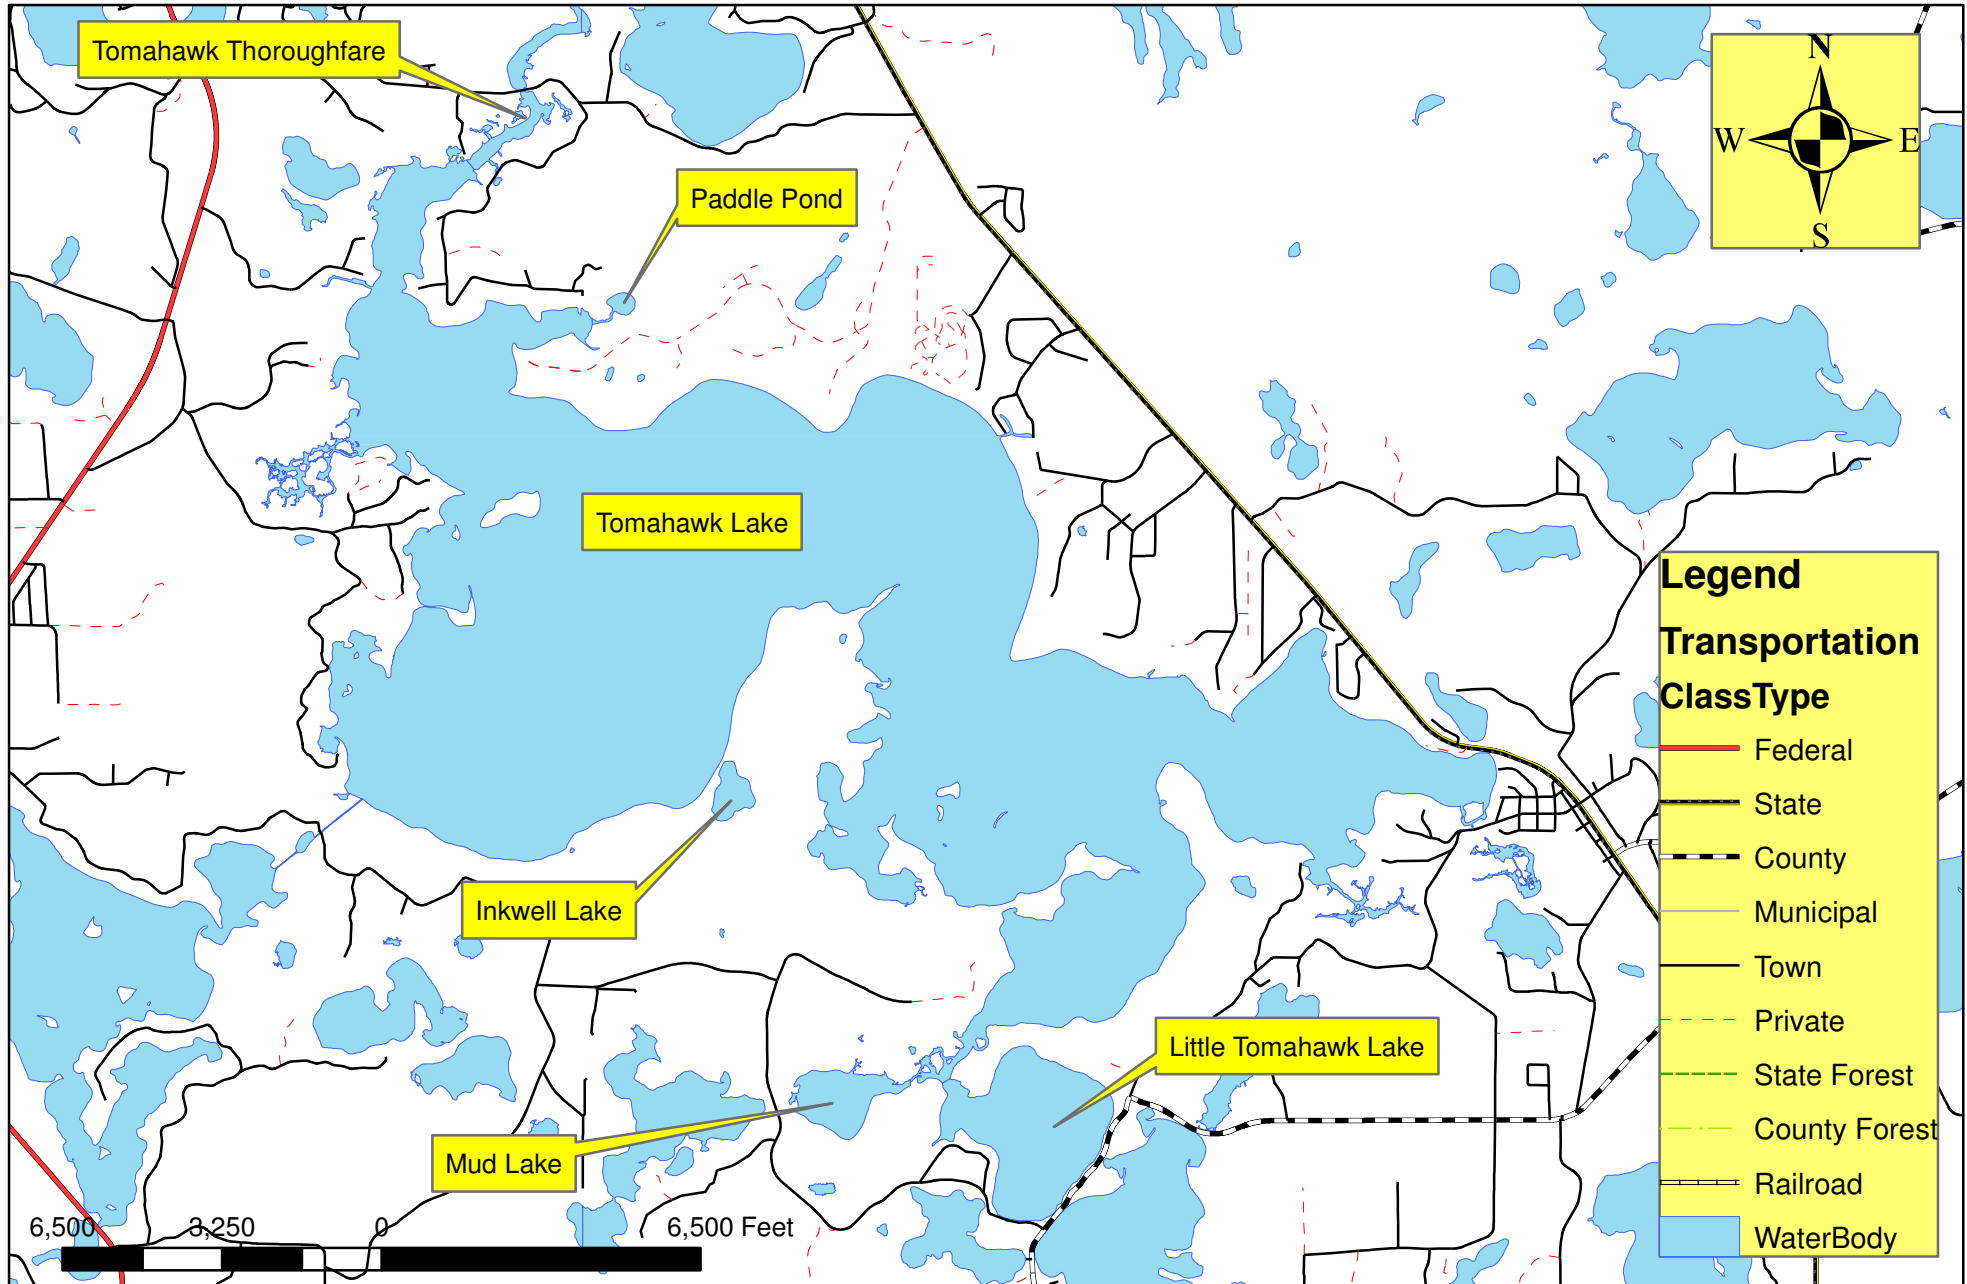 Tomahawk Thoroughfare
N
W
E
S
Paddle Pond
Tomahawk Lake
Legend
Transportation
ClassType
Federal
State
County
Municipal
Town
Private
State Forest
County Forest
Railroad
WaterBody
Inkwell Lake
Little Tomahawk Lake
Mud Lake
6,500 3,250 0 6,500 Feet